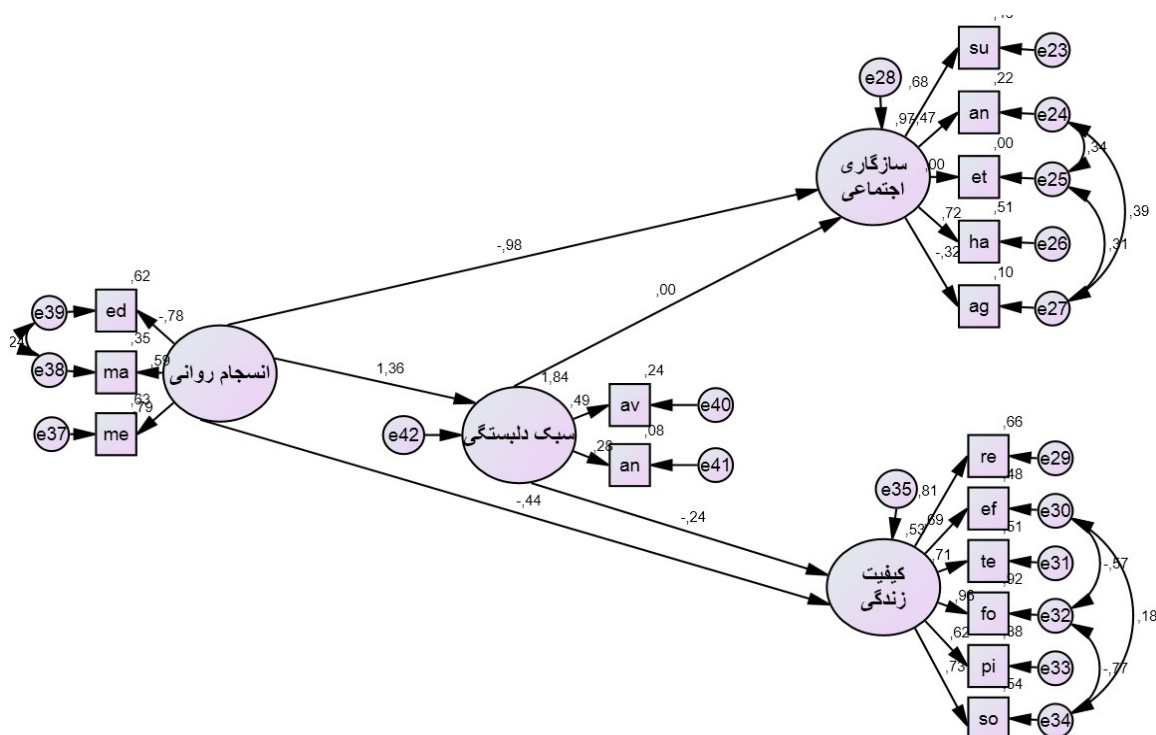 su
e23
e28
,68
,22
an
e24
,97
,47
,34
سازگاری
اجتماعی
,00
,00
et
e25
,51
,39
,72
ha
e26
,31
-,98
-,32
,10
ag
e27
,62
e39
ed
-,78
,00
,35
e38
ma
,59
انسجام روانی
1,36
,63
,79
e37
me
1,84
,24
,49
av
e40
e42
سبک دلبستگی
,08
,28
an
e41
-,44
-,24
,66
re
e29
e35
,81
,48
ef
e30
,69
,53
,51
,71
te
e31
-,57
کیفیت
زندگی
,92
fo
e32
,18
,62
pi
e33
-,77
,73
,54
so
e34